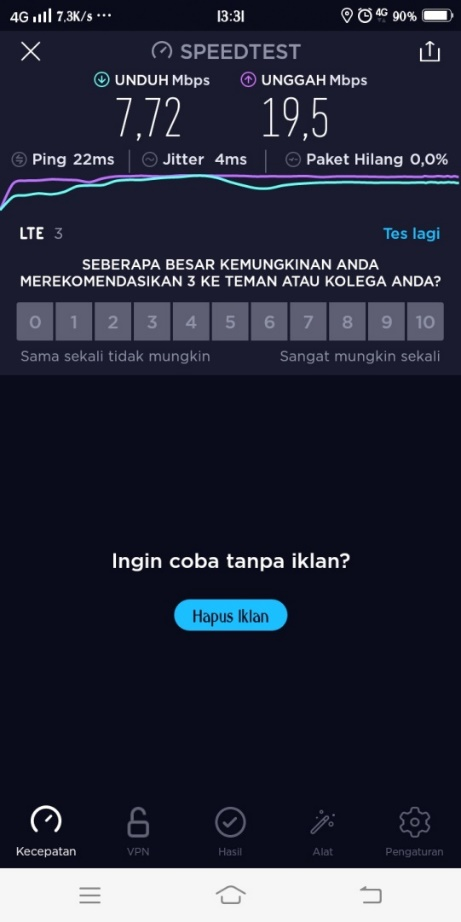 4G 7,3K/s ... 13:31 4G 90%
SPEEDTEST
UNDUH Mbps UNGGAH Mbps
7,72 19,5
Ping 22ms Jitter 4ms Paket Hilang 0,0%
LTE 3 Tes lagi
SEBERAPA BESAR KEMUNGKINAN ANDA
MEREKOMENDASIKAN 3 KE TEMAN ATAU KOLEGA ANDA?
0 1 2 3 4 5 6 7 8 9 10
Sama sekali tidak mungkin Sangat mungkin sekali
Ingin coba tanpa iklan?
Hapus Iklan
Kecepatan VPN Hasil Alat Pengaturan